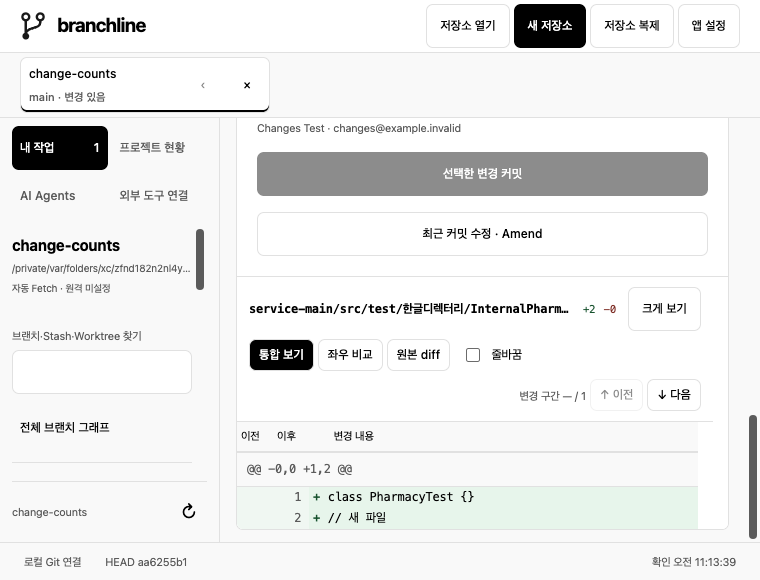 branchline
저장소 열기
새 저장소
저장소 복제
앱 설정
change-counts
main · 변경 있음
‹
×
내 작업 1
프로젝트 현황
AI Agents
외부 도구 연결
change-counts
/private/var/folders/xc/zfnd182n2nl4y...
자동 Fetch · 원격 미설정
브랜치·Stash·Worktree 찾기
전체 브랜치 그래프
change-counts
Changes Test · changes@example.invalid
선택한 변경 커밋
최근 커밋 수정 · Amend
service-main/src/test/한글디렉터리/InternalPharm… +2 −0
크게 보기
통합 보기
좌우 비교
원본 diff
줄바꿈
변경 구간 — / 1
↑ 이전
↓ 다음
이전 이후 변경 내용
@@ -0,0 +1,2 @@
1 + class PharmacyTest {}
2 + // 새 파일
로컬 Git 연결
HEAD aa6255b1
확인 오전 11:13:39